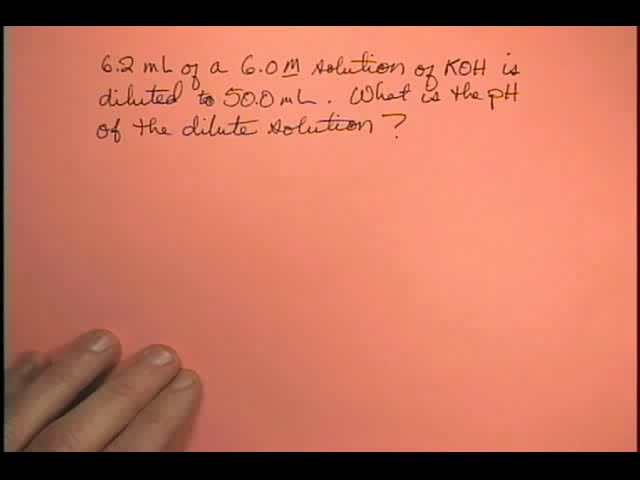 6.2 mL of a 6.0 M solution of KOH is
diluted to 50.0 mL. What is the pH
of the dilute solution?